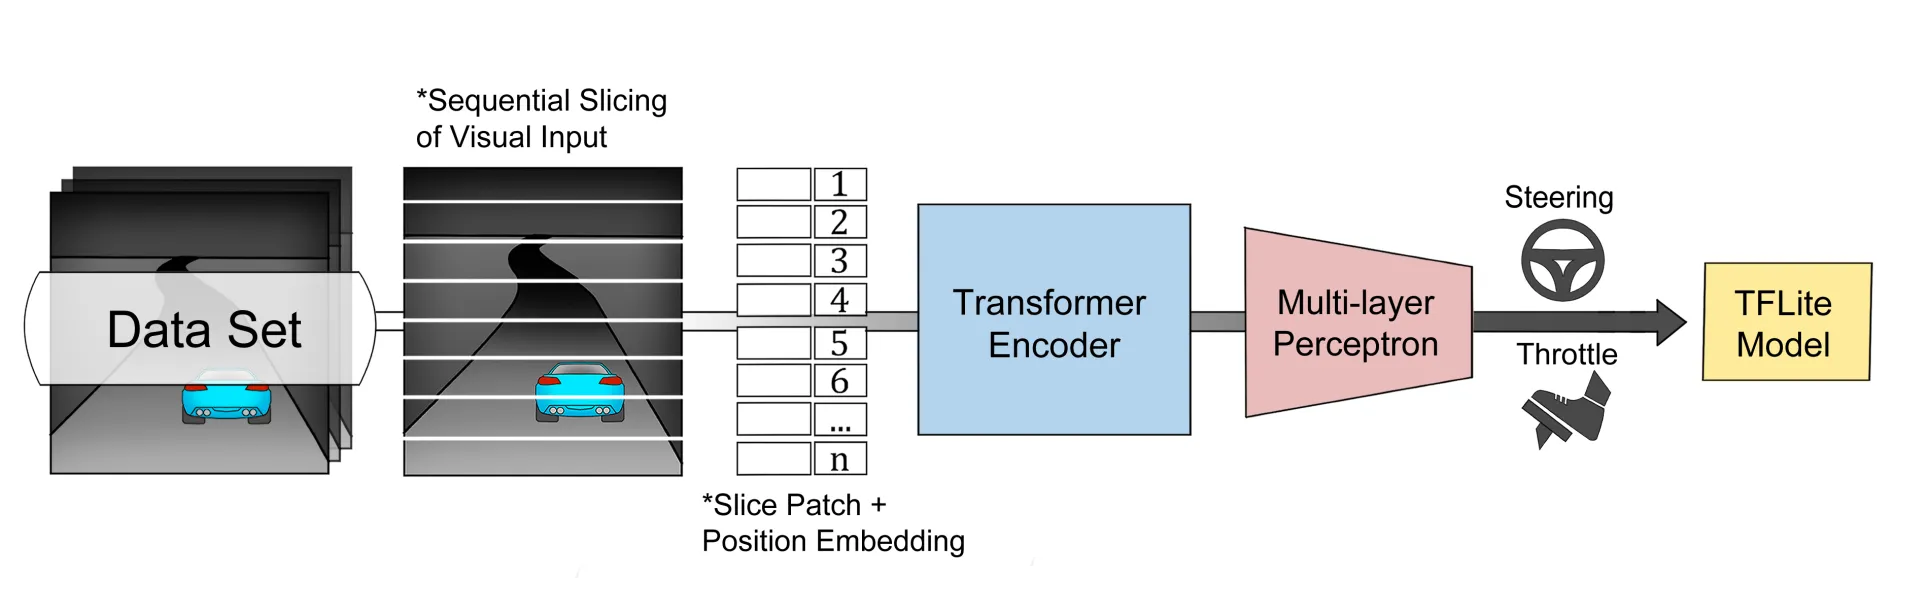 *Sequential Slicing
of Visual Input
Data Set
1
2
3
4
5
6
...
n
*Slice Patch +
Position Embedding
Transformer
Encoder
Multi-layer
Perceptron
Steering
Throttle
TFLite
Model